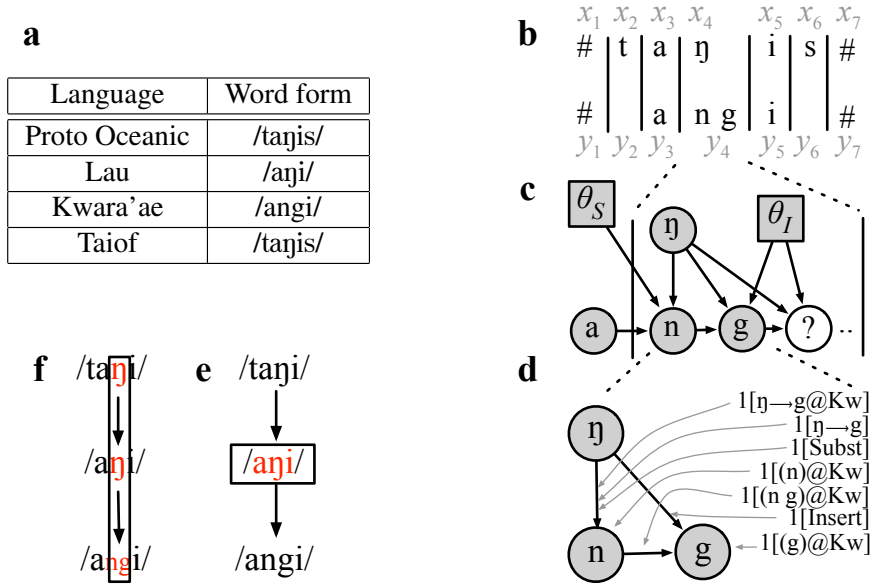 a
Language Word form
Proto Oceanic /taŋis/
Lau /aŋi/
Kwara'ae /angi/
Taiof /taŋis/
b
x1 x2 x3 x4 x5 x6 x7
# t a ŋ i s #
# a n g i #
y1 y2 y3 y4 y5 y6 y7
c
θS ŋ θI
a n g ? ..
d
ŋ
n g
1[ŋ→g@Kw]
1[ŋ→g]
1[Subst]
1[(n)@Kw]
1[(n g)@Kw]
1[Insert]
1[(g)@Kw]
f
/taŋi/
/aŋi/
/angi/
e
/taŋi/
/aŋi/
/angi/